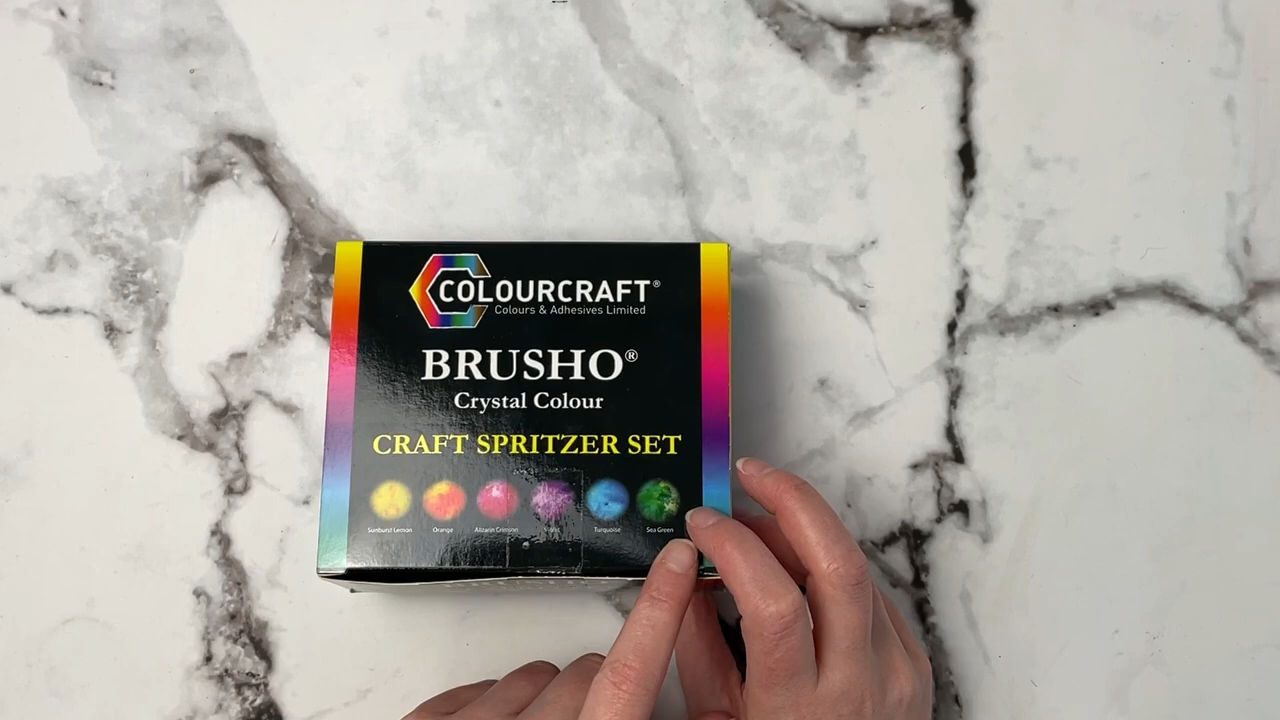 COLOURCRAFT®
Colours & Adhesives Limited
BRUSHO®
Crystal Colour
CRAFT SPRITZER SET
Sunburst Lemon Orange Alizarin Crimson Violet Turquoise Sea Green